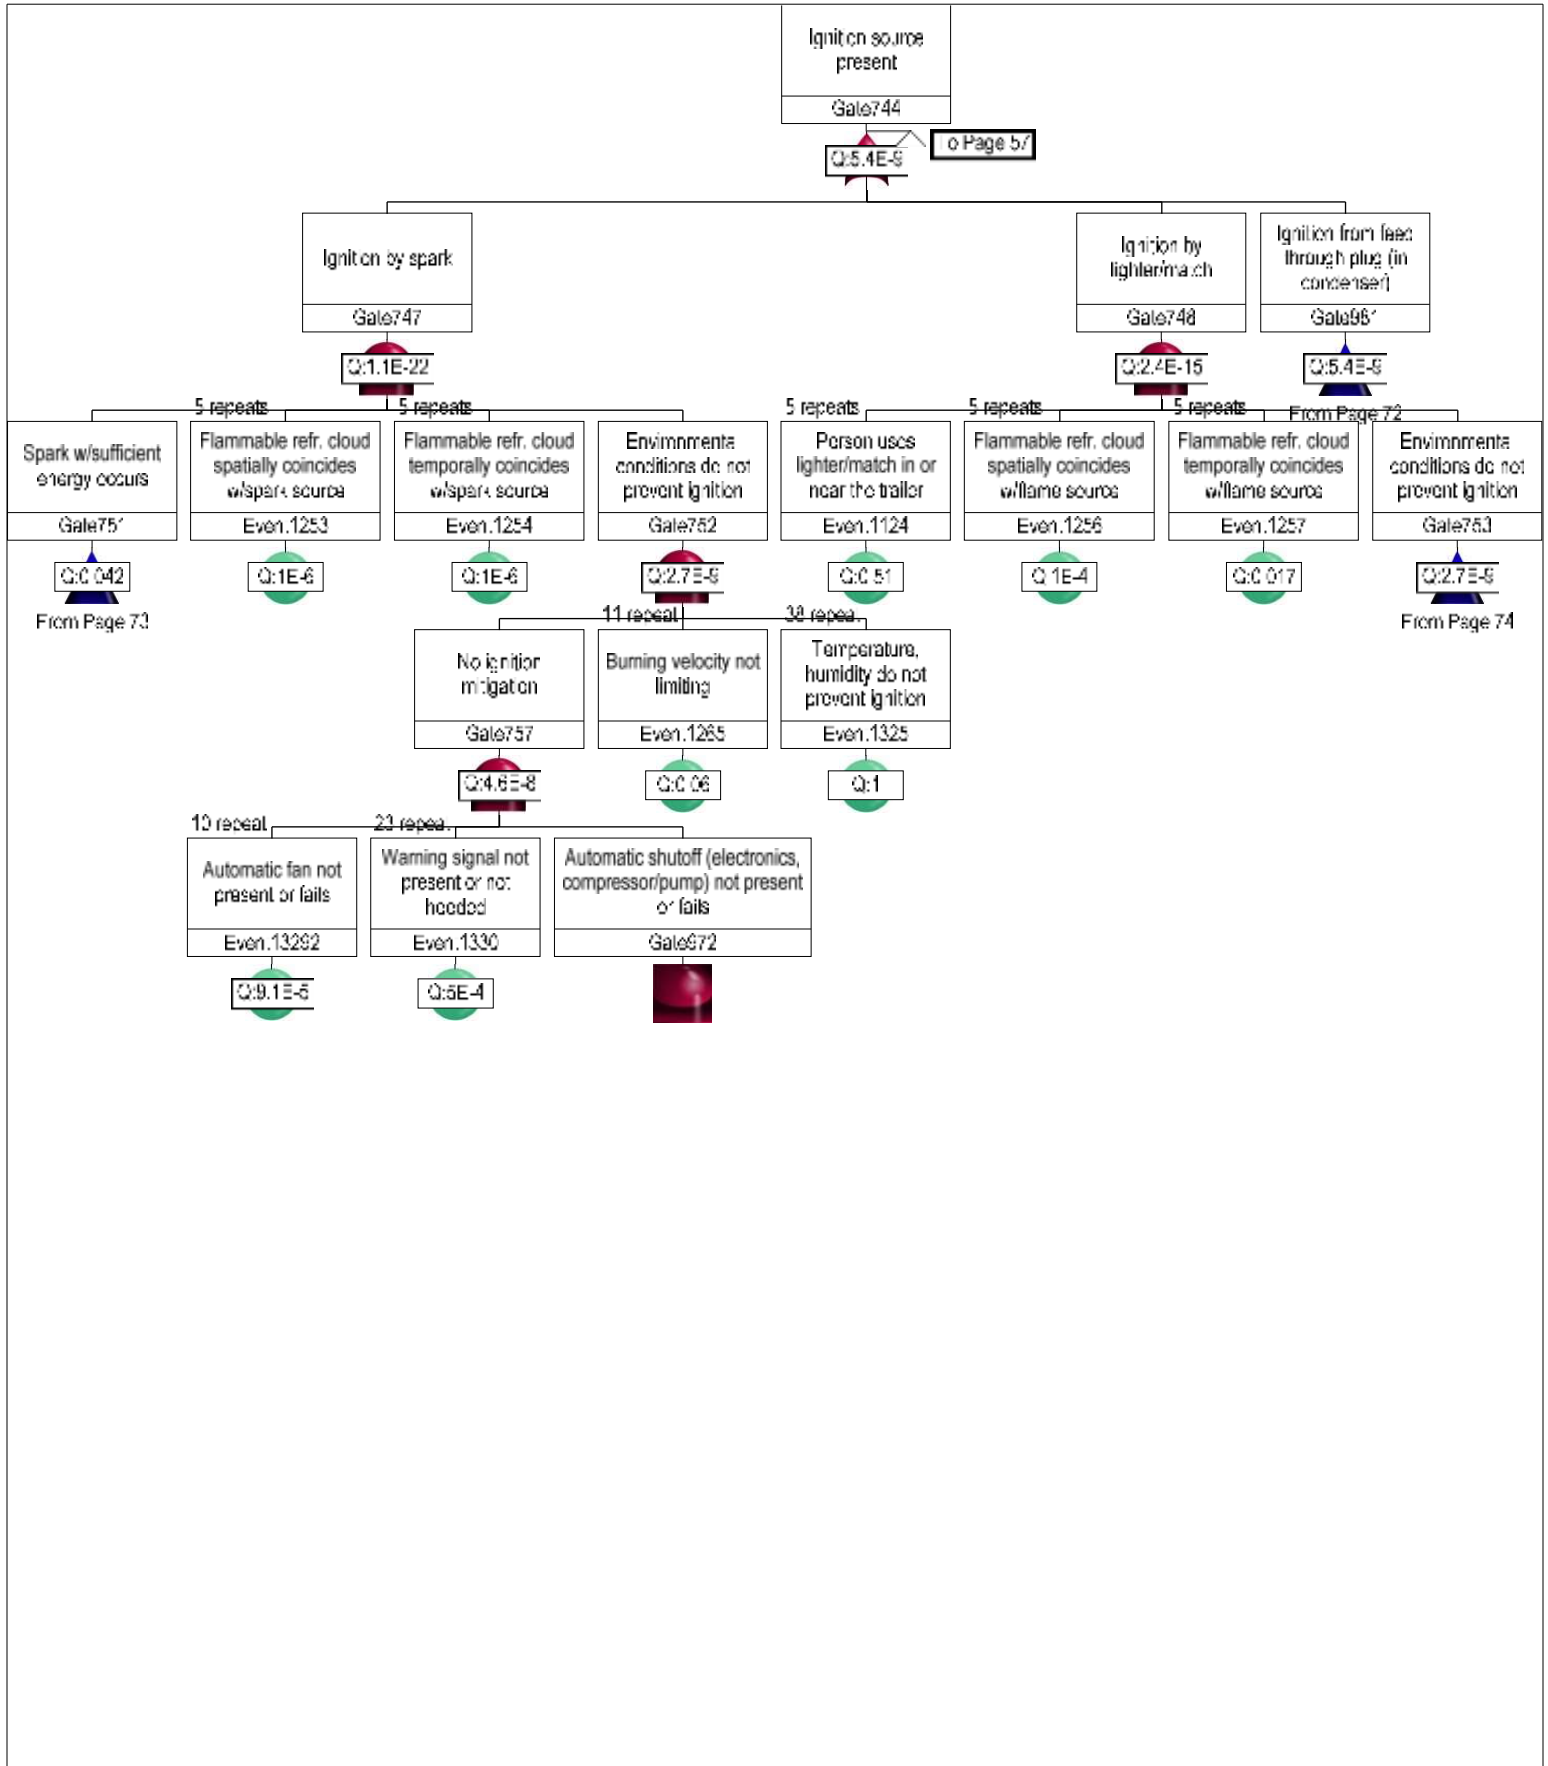 Ignition source
present
Gate744
To Page 57
Q:5.4E-9
Ignition by spark
Gate747
Q:1.1E-22
Ignition by
lighter/match
Gate748
Q:2.4E-15
Ignition from feed
through plug (in
condenser)
Gate981
Q:5.4E-9
From Page 72
5 repeats
5 repeats
5 repeats
5 repeats
5 repeats
Spark w/sufficient
energy occurs
Gate751
Q:0.042
From Page 73
Flammable refr. cloud
spatially coincides
w/spark source
Event1253
Q:1E-6
Flammable refr. cloud
temporally coincides
w/spark source
Event1254
Q:1E-6
Environmenta
conditions do not
prevent ignition
Gate752
Q:2.7E-9
Person uses
lighter/match in or
near the trailer
Event1124
Q:0.51
Flammable refr. cloud
spatially coincides
w/flame source
Event1256
Q:1E-4
Flammable refr. cloud
temporally coincides
w/flame source
Event1257
Q:0.017
Environmenta
conditions do not
prevent ignition
Gate753
Q:2.7E-9
From Page 74
11 repeat
38 repea
No ignition
mitigation
Gate757
Q:4.6E-8
Burning velocity not
limiting
Event1265
Q:0.06
Temperature,
humidity do not
prevent ignition
Event1325
Q:1
10 repeat
23 repea
Automatic fan not
present or fails
Event13292
Q:9.1E-5
Warning signal not
present or not
heeded
Event1330
Q:5E-4
Automatic shutoff (electronics,
compressor/pump) not present
or fails
Gate972